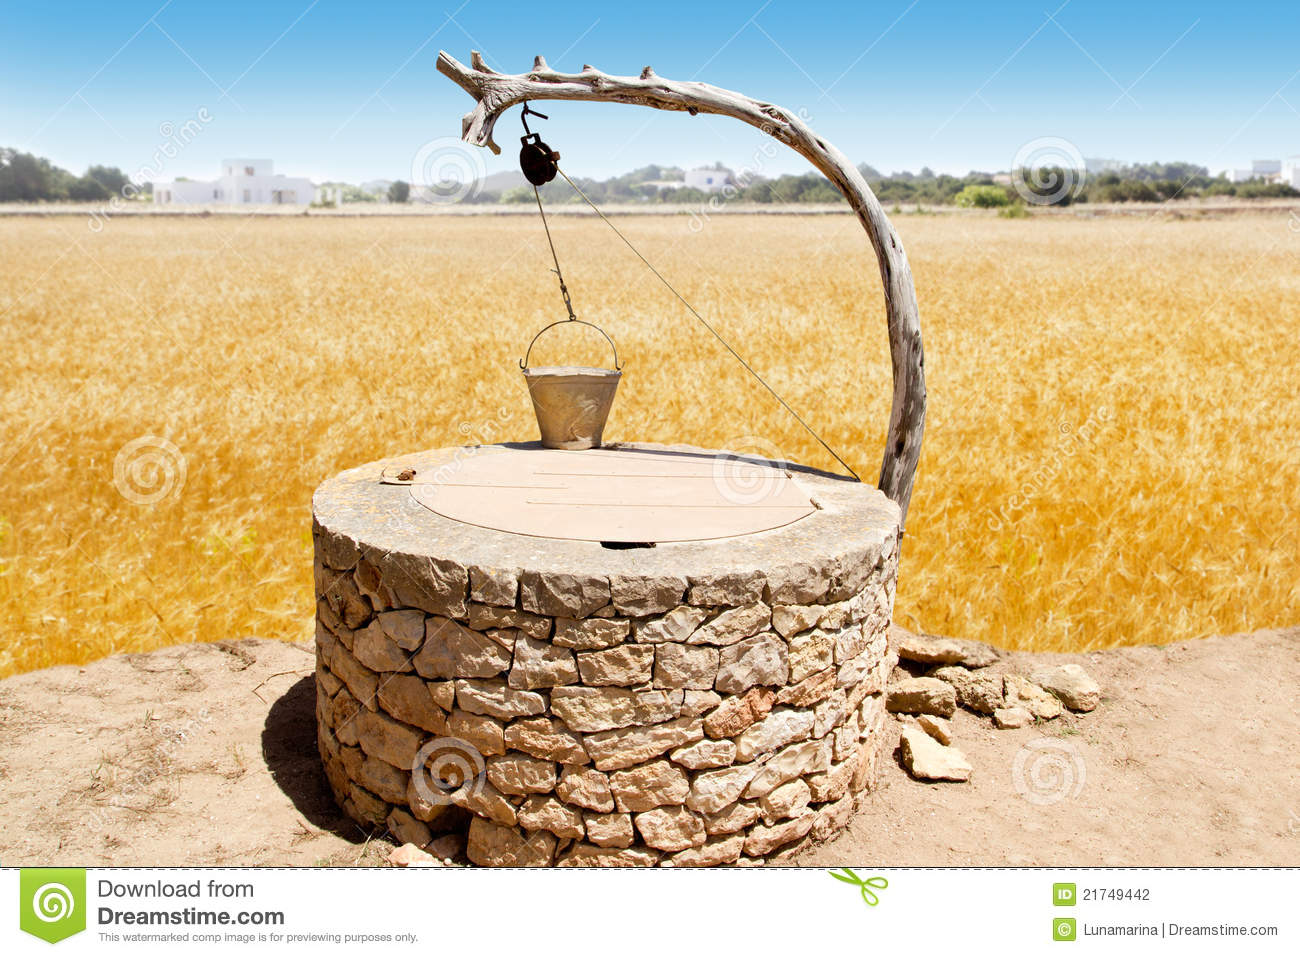 Download from
Dreamstime.com
This watermarked comp image is for previewing purposes only.
ID 21749442
© Lunamarina | Dreamstime.com